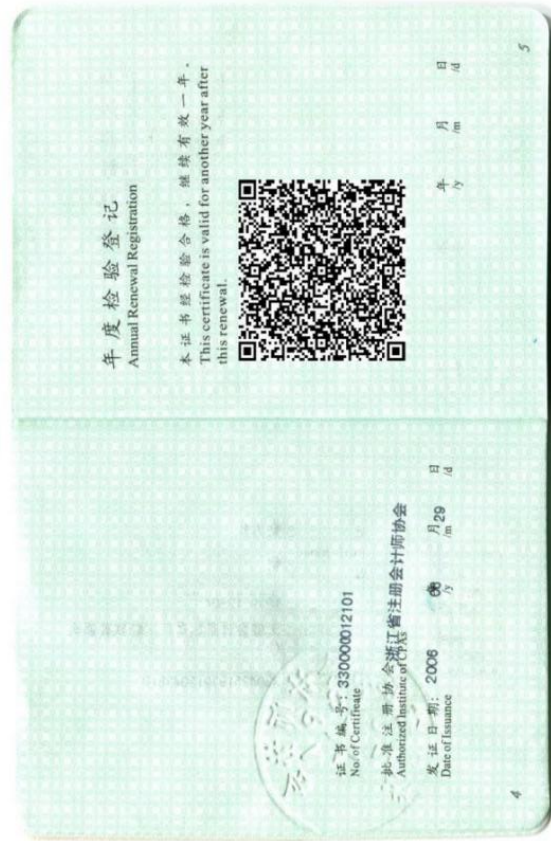 年度检验登记
Annual Renewal Registration
本证书经检验合格，继续有效一年。
This certificate is valid for another year after
this renewal.
年 月 日
/y /m /d
5
证书编号：330000012101
No. of Certificate
批准注册协会浙江省注册会计师协会
Authorized Institute of CPAs
发证日期：2006 年 月29 日
Date of Issuance /y /m /d
4